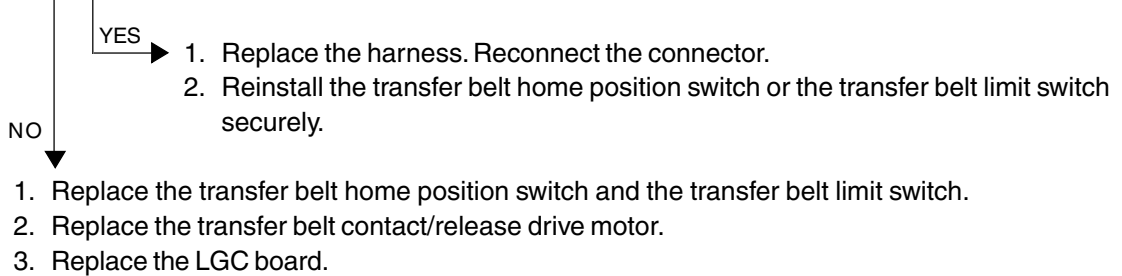 YES
1. Replace the harness. Reconnect the connector.
2. Reinstall the transfer belt home position switch or the transfer belt limit switch
securely.
NO
1. Replace the transfer belt home position switch and the transfer belt limit switch.
2. Replace the transfer belt contact/release drive motor.
3. Replace the LGC board.